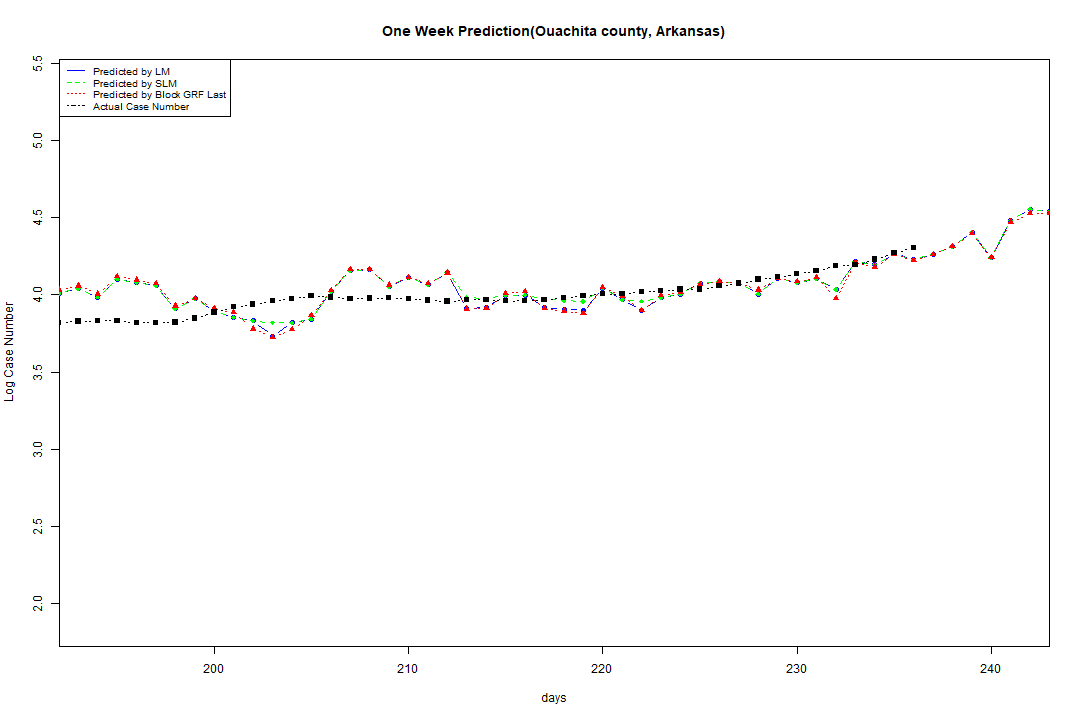 One Week Prediction(Ouachita county, Arkansas)
Predicted by LM
Predicted by SLM
Predicted by Block GRF Last
Actual Case Number
5.5
5.0
4.5
4.0
3.5
3.0
2.5
2.0
Log Case Number
200
210
220
230
240
days